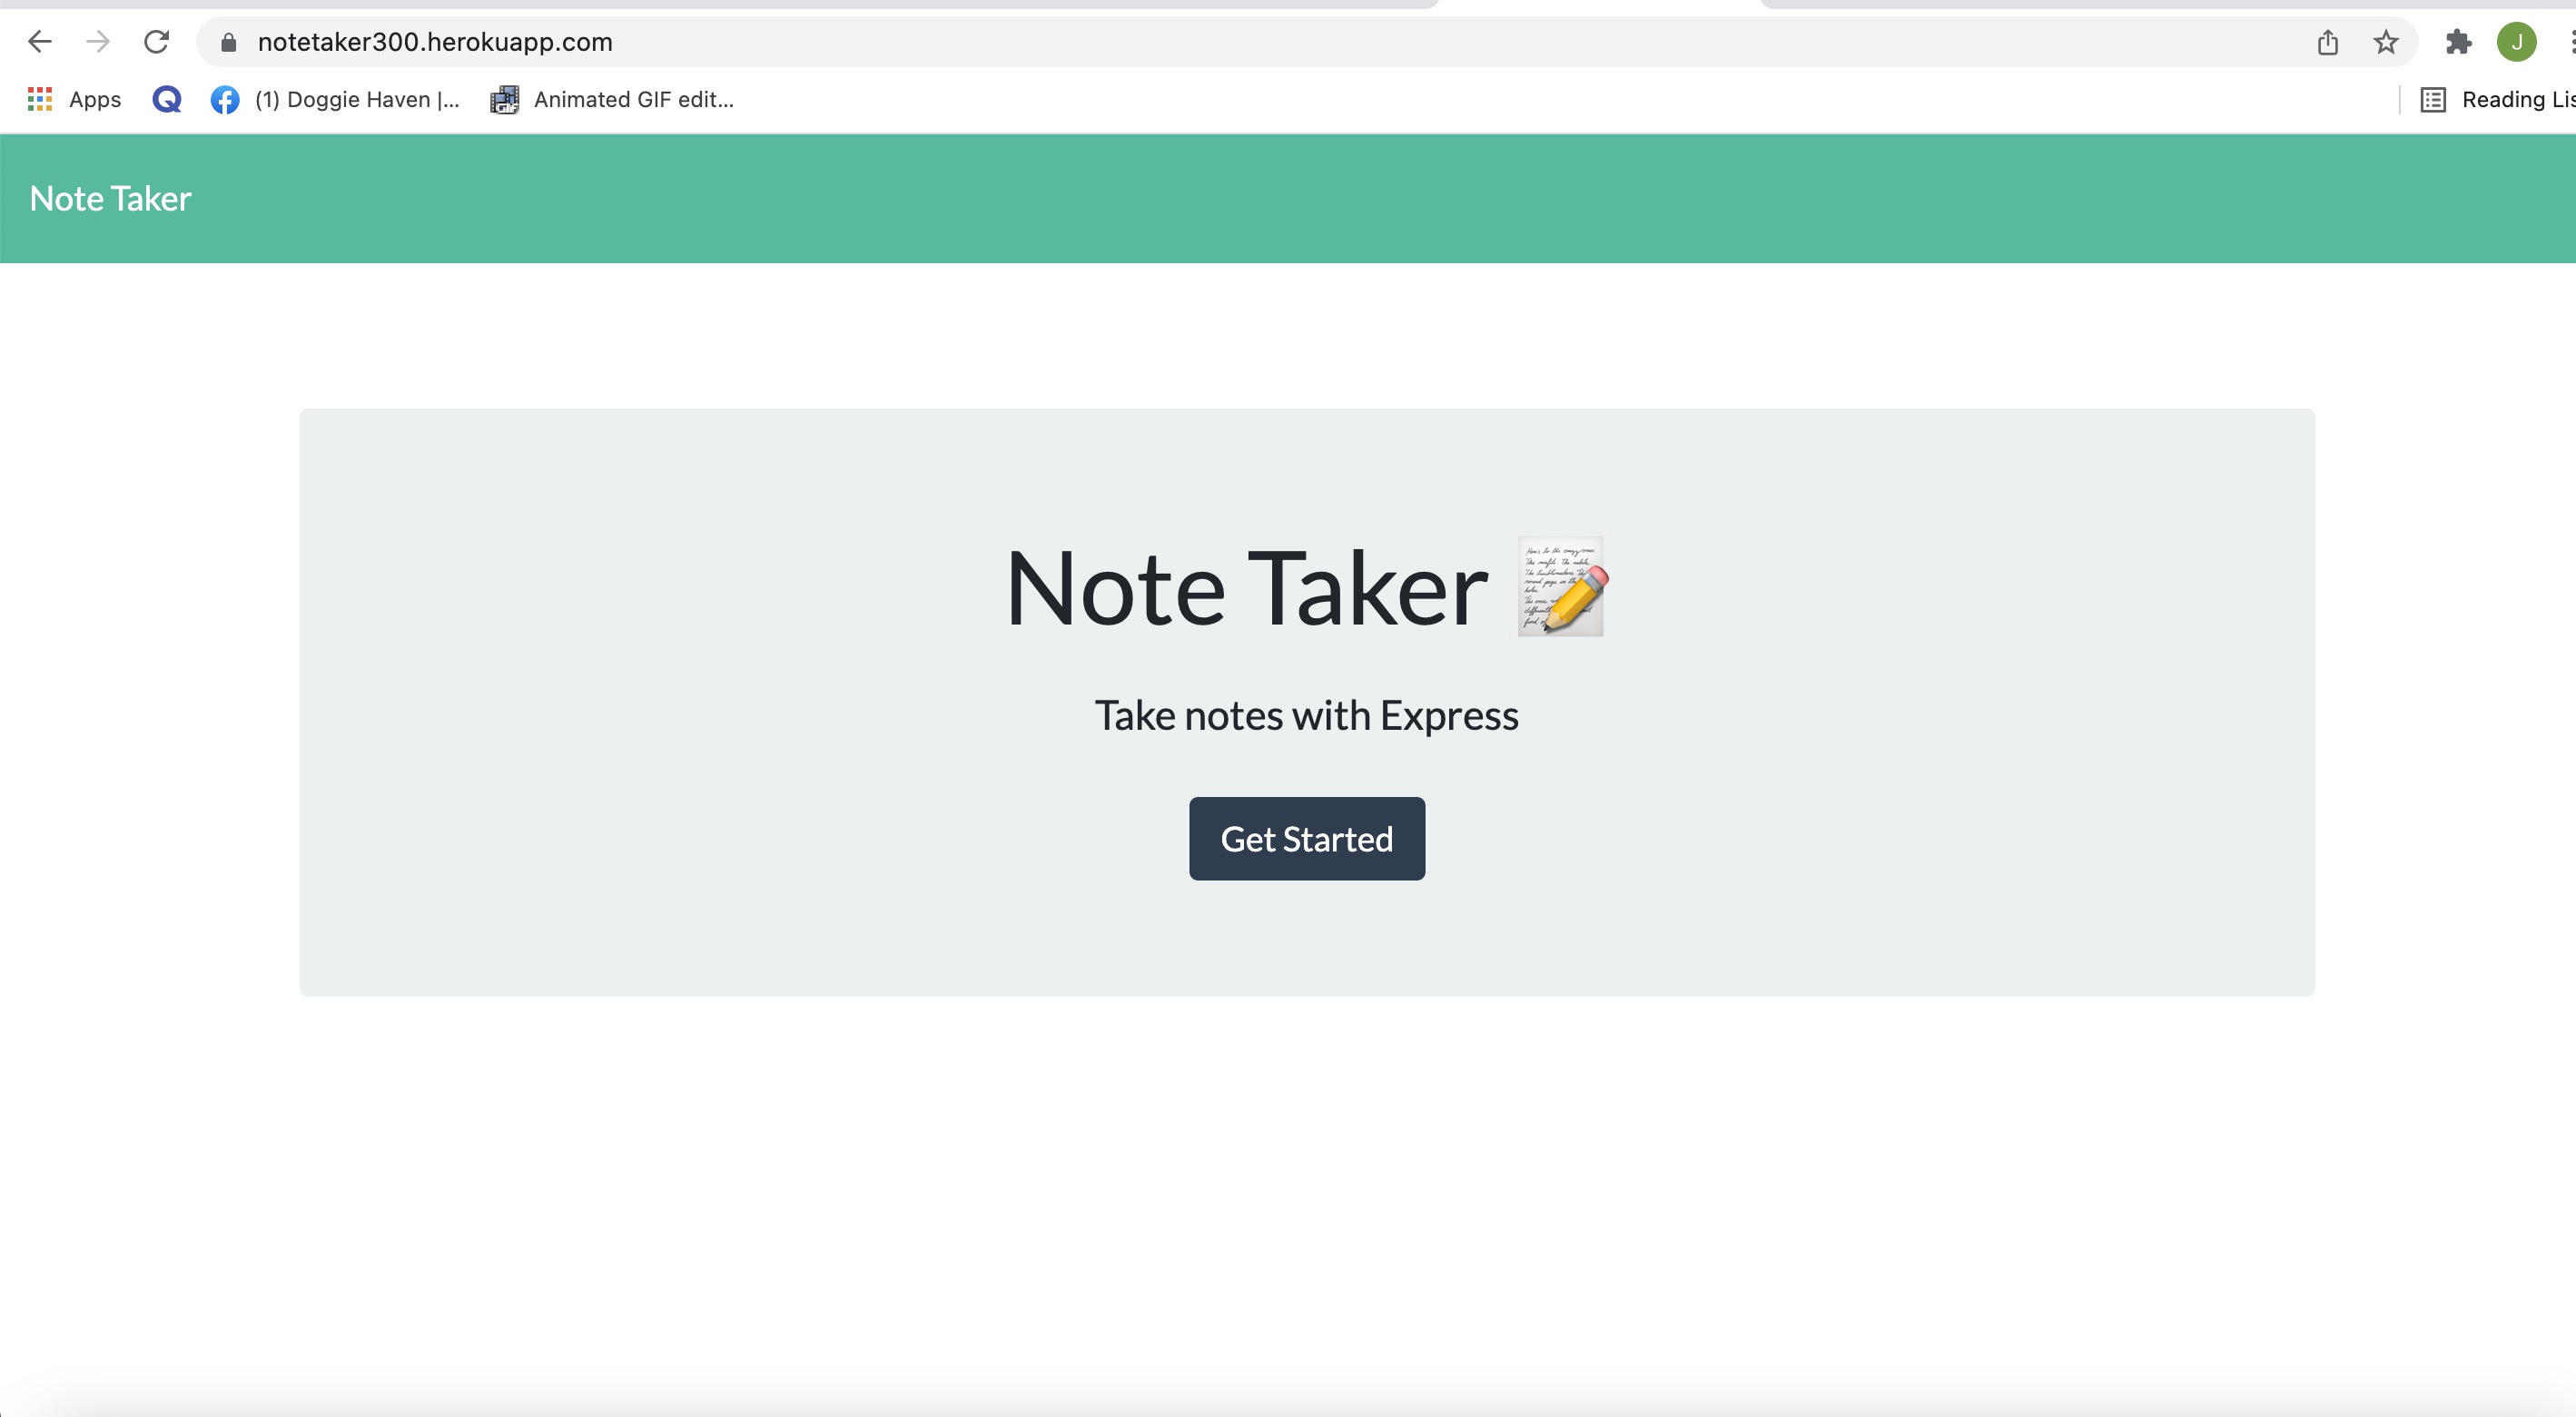 notetaker300.herokuapp.com
J
Apps
(1) Doggie Haven |...
Animated GIF edit...
Reading Lis
Note Taker
Note Taker
Take notes with Express
Get Started